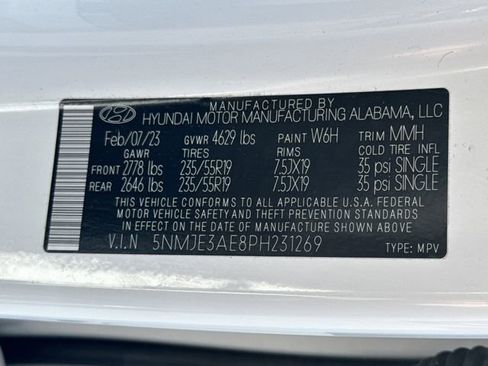 MANUFACTURED BY
HYUNDAI MOTOR MANUFACTURING ALABAMA, LLC
Feb/07/23 GVWR 4629 lbs PAINT W6H TRIM MMH
GAWR TIRES RIMS COLD TIRE INFL
FRONT 2778 lbs 235/55R19 7.5JX19 35 psi SINGLE
REAR 2646 lbs 235/55R19 7.5JX19 35 psi SINGLE
THIS VEHICLE CONFORMS TO ALL APPLICABLE U.S.A. FEDERAL
MOTOR VEHICLE SAFETY AND THEFT PREVENTION STANDARDS
IN EFFECT ON THE DATE OF MANUFACTURE SHOWN ABOVE.
V.I.N 5NMJE3AE8PH231269 TYPE: MPV